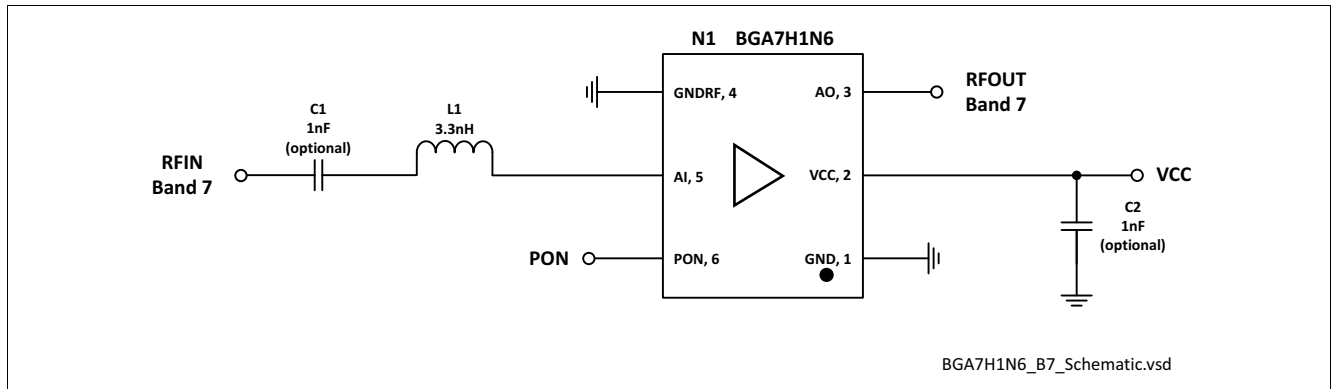 N1 BGA7H1N6
GNDRF, 4
AO, 3
RFOUT
Band 7
C1
1nF
(optional)
L1
3.3nH
RFIN
Band 7
AI, 5
VCC, 2
VCC
C2
1nF
(optional)
PON
PON, 6
GND, 1
BGA7H1N6_B7_Schematic.vsd